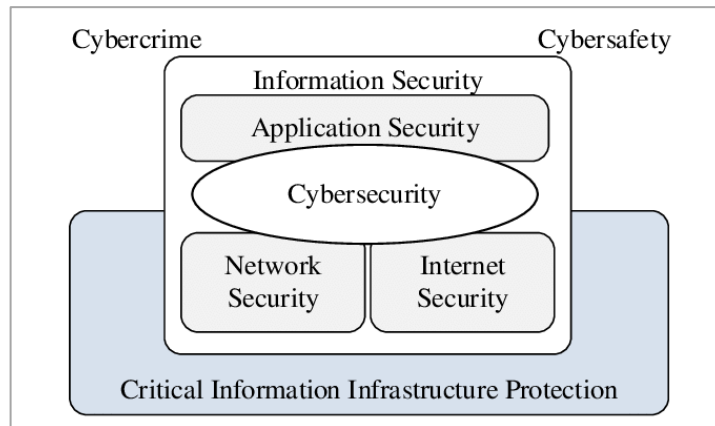 Cybercrime
Cybersafety
Information Security
Application Security
Cybersecurity
Network
Security
Internet
Security
Critical Information Infrastructure Protection